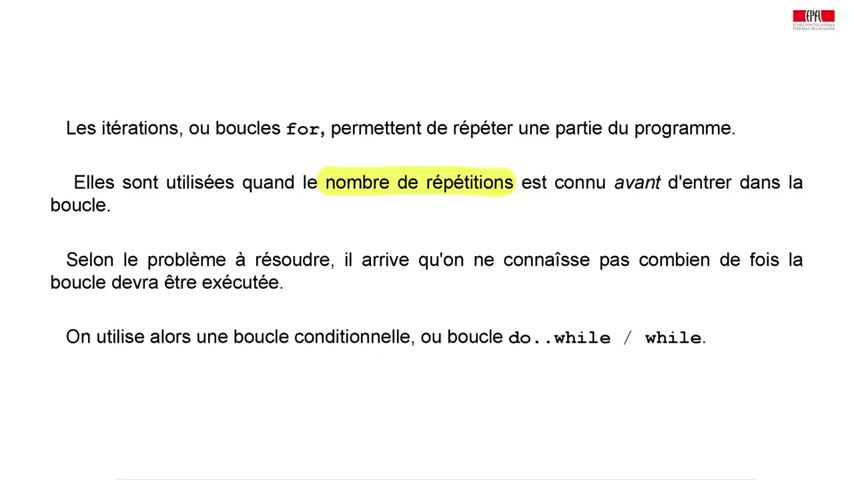 EPFL
Les itérations, ou boucles for, permettent de répéter une partie du programme.
Elles sont utilisées quand le nombre de répétitions est connu avant d'entrer dans la
boucle.
Selon le problème à résoudre, il arrive qu'on ne connaîsse pas combien de fois la
boucle devra être exécutée.
On utilise alors une boucle conditionnelle, ou boucle do..while / while.